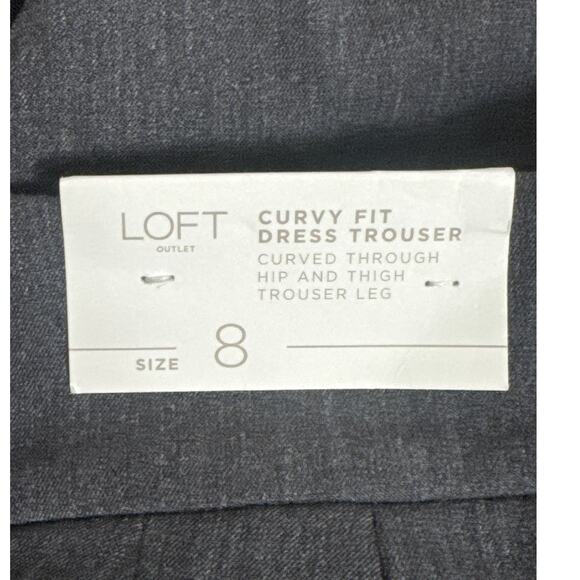 LOFT
OUTLET
CURVY FIT
DRESS TROUSER
CURVED THROUGH
HIP AND THIGH
TROUSER LEG
SIZE 8